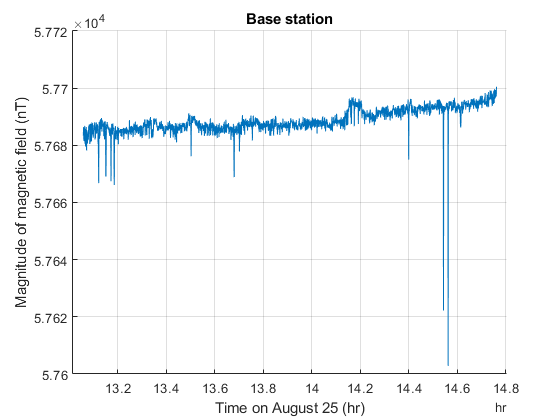 Base station
×10⁴
5.772
5.77
5.768
5.766
5.764
5.762
5.76
Magnitude of magnetic field (nT)
13.2 13.4 13.6 13.8 14 14.2 14.4 14.6 14.8
Time on August 25 (hr)
hr